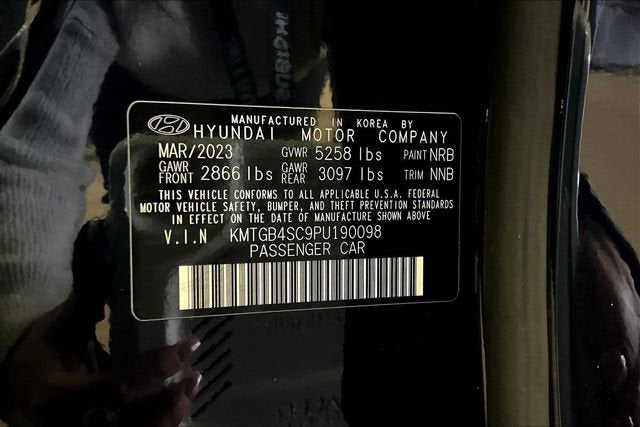 MANUFACTURED IN KOREA BY
HYUNDAI MOTOR COMPANY
MAR/2023 GVWR 5258 lbs PAINT NRB
GAWR FRONT 2866 lbs GAWR REAR 3097 lbs TRIM NNB
THIS VEHICLE CONFORMS TO ALL APPLICABLE U.S.A. FEDERAL
MOTOR VEHICLE SAFETY, BUMPER, AND THEFT PREVENTION STANDARDS
IN EFFECT ON THE DATE OF MANUFACTURE SHOWN ABOVE
V.I.N KMTGB4SC9PU190098
PASSENGER CAR